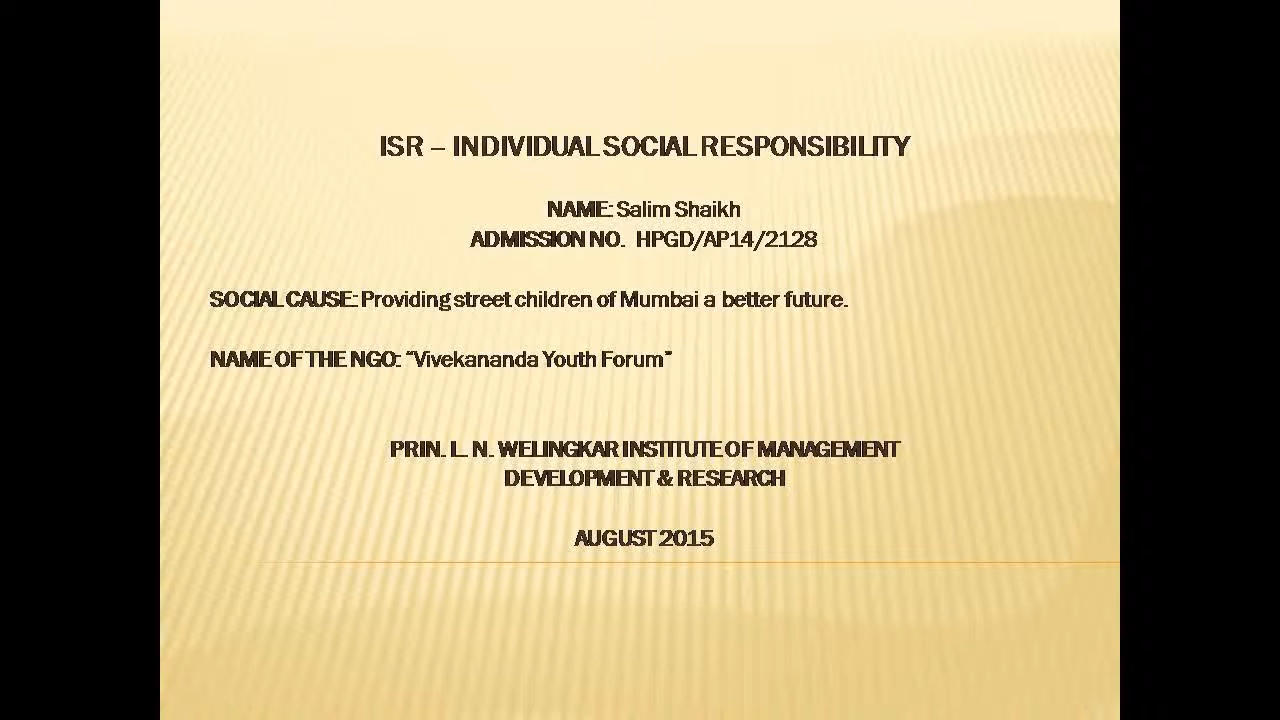 ISR – INDIVIDUAL SOCIAL RESPONSIBILITY
NAME: Salim Shaikh
ADMISSION NO. HPGD/AP14/2128
SOCIAL CAUSE: Providing street children of Mumbai a better future.
NAME OF THE NGO: “Vivekananda Youth Forum”
PRIN. L. N. WELINGKAR INSTITUTE OF MANAGEMENT
DEVELOPMENT & RESEARCH
AUGUST 2015